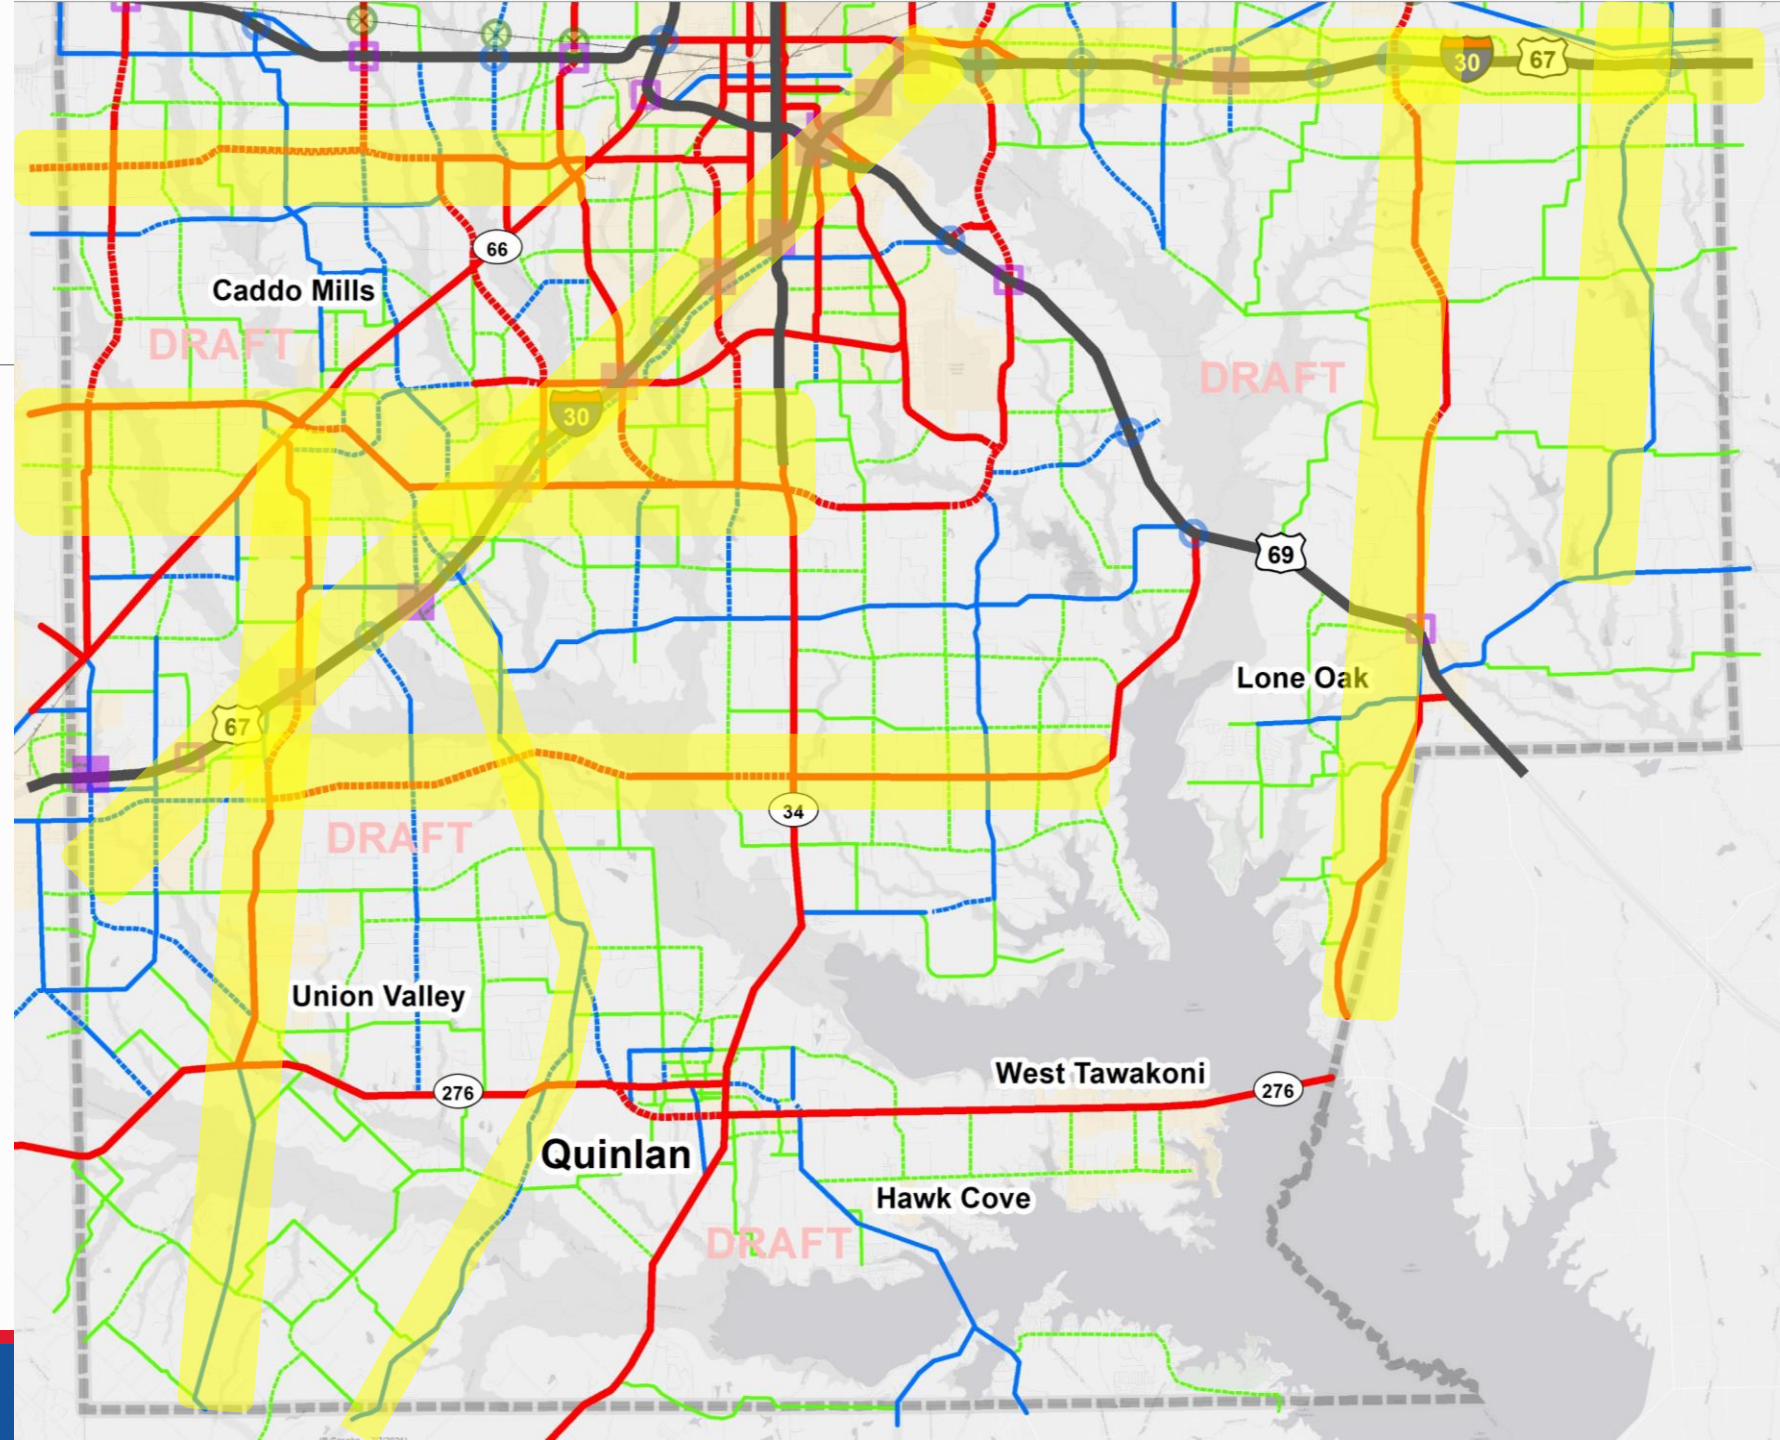 30
67
66
Caddo Mills
DRAFT
DRAFT
30
69
Lone Oak
67
34
DRAFT
Union Valley
West Tawakoni
276
276
Quinlan
Hawk Cove
DRAFT